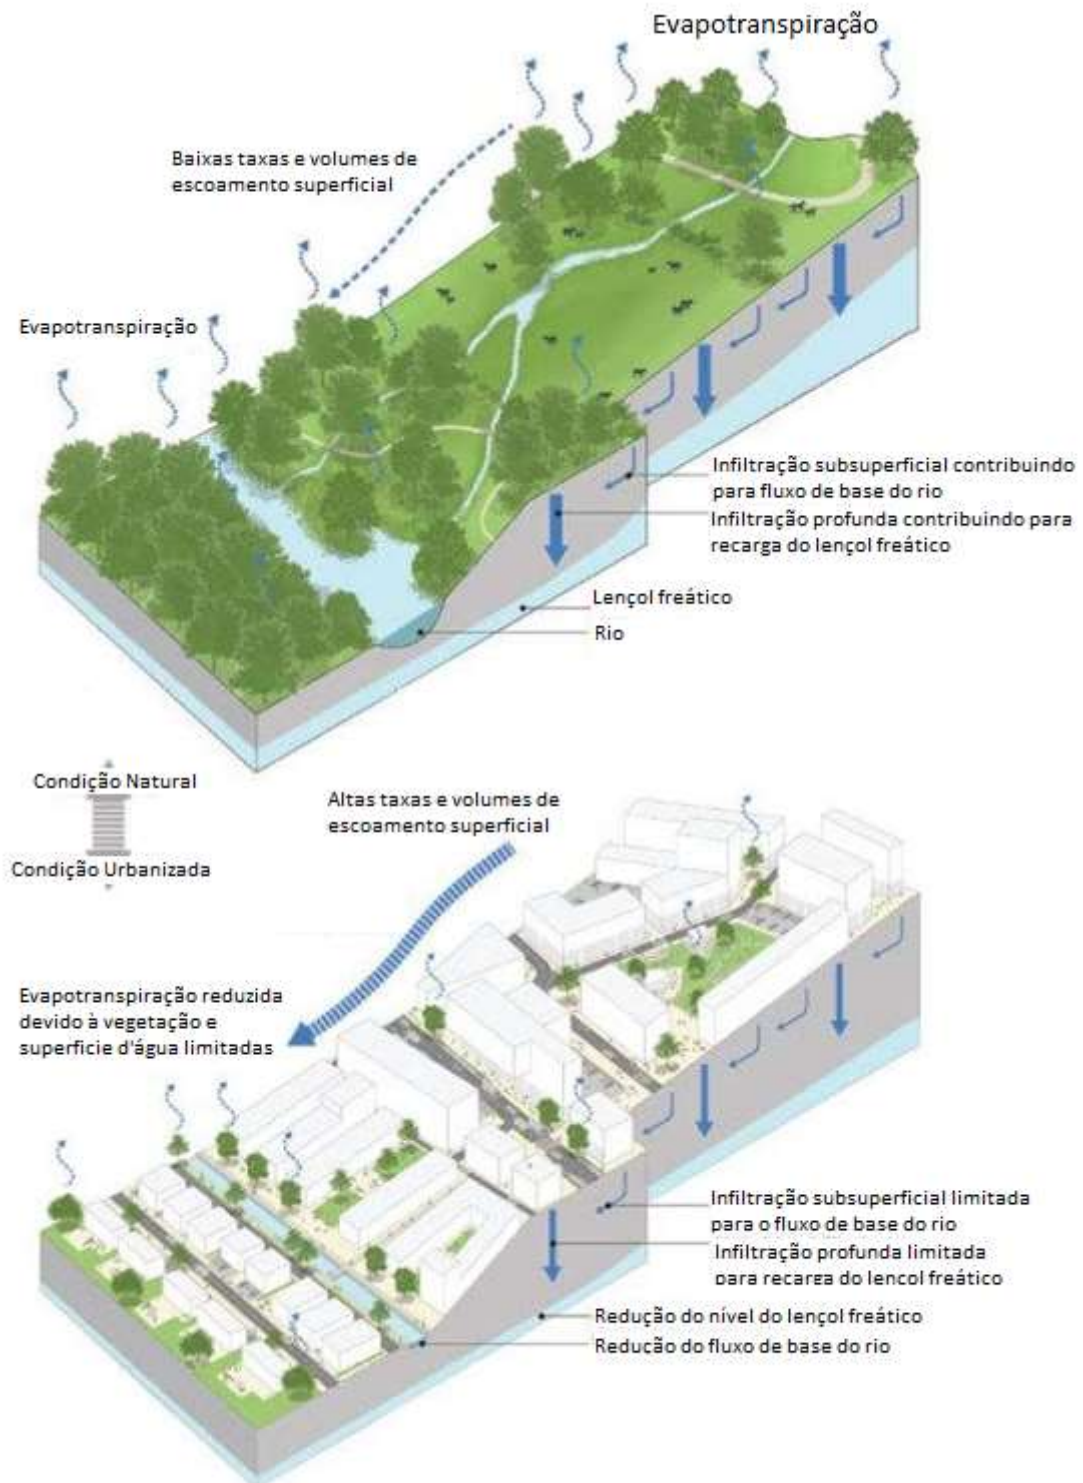 Evapotranspiração
Baixas taxas e volumes de
escoamento superficial
Evapotranspiração
Infiltração subsuperficial contribuindo
para fluxo de base do rio
Infiltração profunda contribuindo para
recarga do lençol freático
Lençol freático
Rio
Condição Natural
Condição Urbanizada
Altas taxas e volumes de
escoamento superficial
Evapotranspiração reduzida
devido à vegetação e
superficie d'água limitadas
Infiltração subsuperficial limitada
para o fluxo de base do rio
Infiltração profunda limitada
para recarga do lencol freático
Redução do nível do lençol freático
Redução do fluxo de base do rio